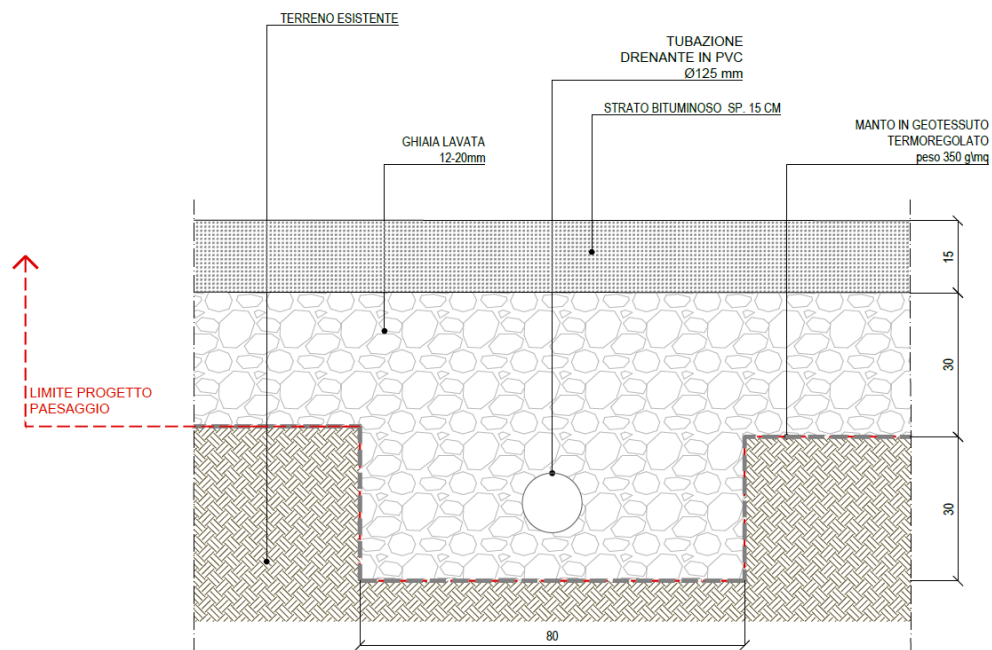 TERRENO ESISTENTE
TUBAZIONE
DRENANTE IN PVC
Ø125 mm
STRATO BITUMINOSO SP. 15 CM
MANTO IN GEOTESSUTO
TERMOREGOLATO
peso 350 g\mq
GHIAIA LAVATA
12-20mm
15
30
LIMITE PROGETTO
PAESAGGIO
30
80